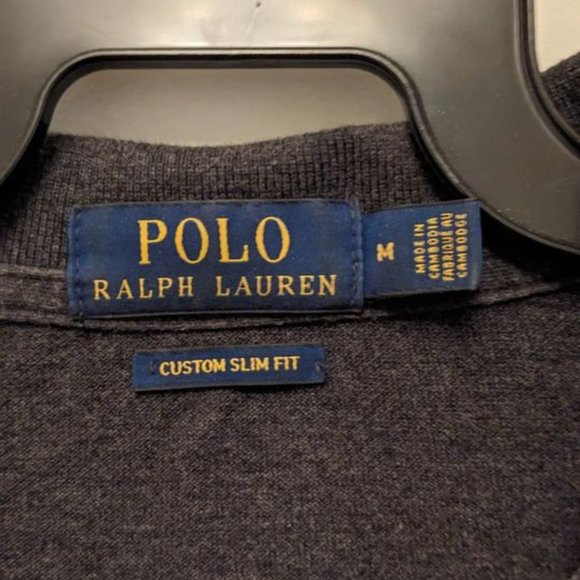 POLO
RALPH LAUREN
M
MADE IN
CAMBODIA
FABRIQUÉ AU
CAMBODGE
CUSTOM SLIM FIT